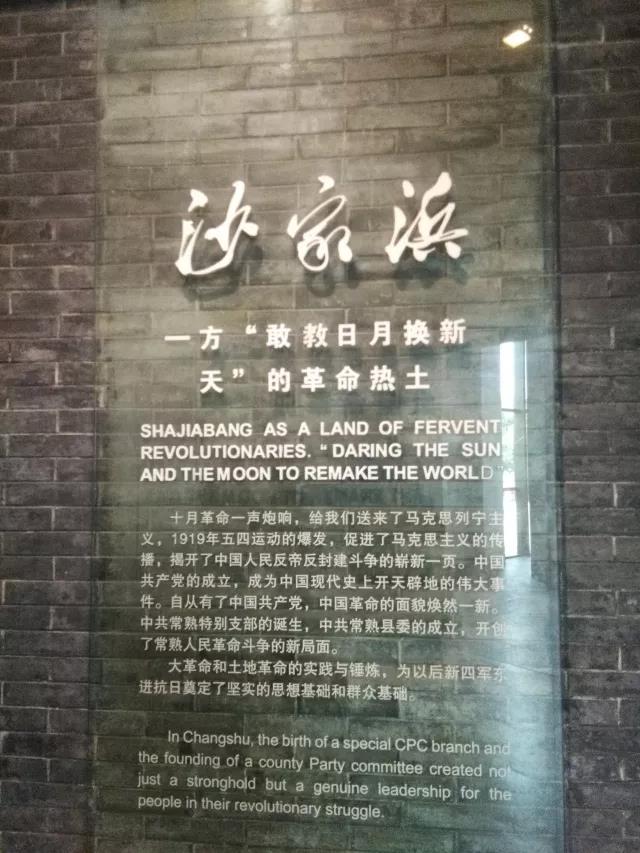 沙家浜
一方“敢教日月换新
天”的革命热土
SHAJIABANG AS A LAND OF FERVENT
REVOLUTIONARIES. “DARING THE SUN
AND THE MOON TO REMAKE THE WORLD”
十月革命一声炮响，给我们送来了马克思列宁主
义，1919年五四运动的爆发，促进了马克思主义的传
播，揭开了中国人民反帝反封建斗争的崭新一页。中国
共产党的成立，成为中国现代史上开天辟地的伟大事
件。自从有了中国共产党，中国革命的面貌焕然一新。
中共常熟特别支部的诞生，中共常熟县委的成立，开创
了常熟人民革命斗争的新局面。
大革命和土地革命的实践与锤炼，为以后新四军东
进抗日奠定了坚实的思想基础和群众基础。
In Changshu, the birth of a special CPC branch and
the founding of a county Party committee created not
just a stronghold but a genuine leadership for the
people in their revolutionary struggle.